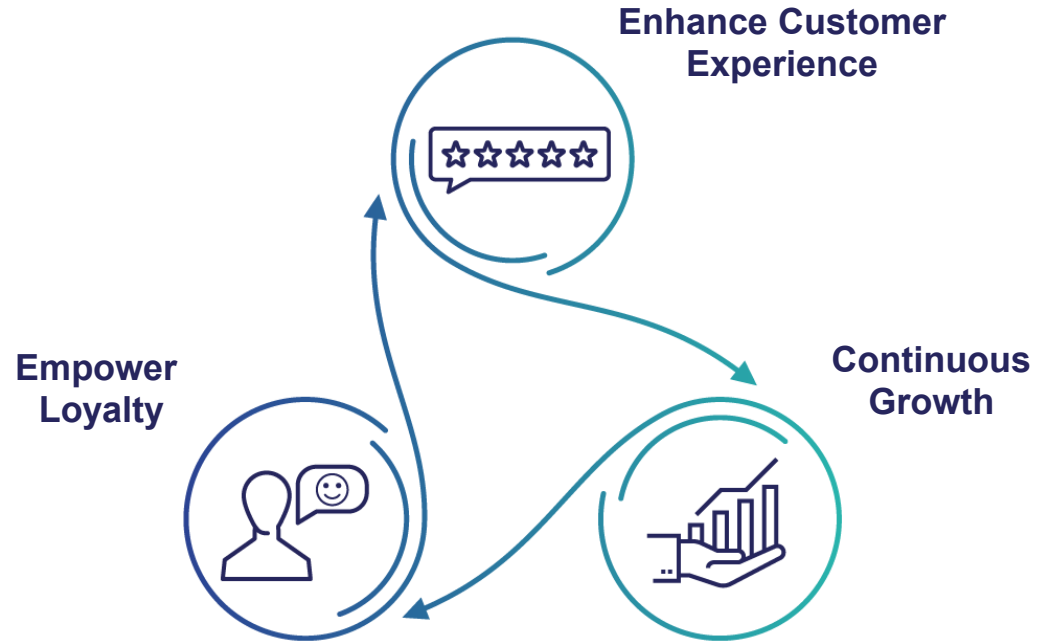 Enhance Customer
Experience
Empower
Loyalty
Continuous
Growth